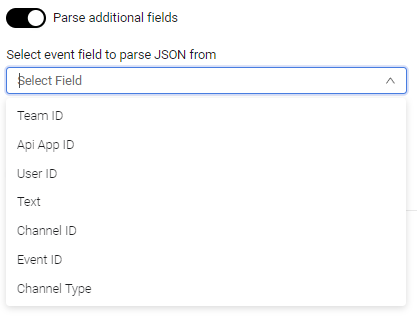 Parse additional fields
Select event field to parse JSON from
Select Field
Team ID
Api App ID
User ID
Text
Channel ID
Event ID
Channel Type